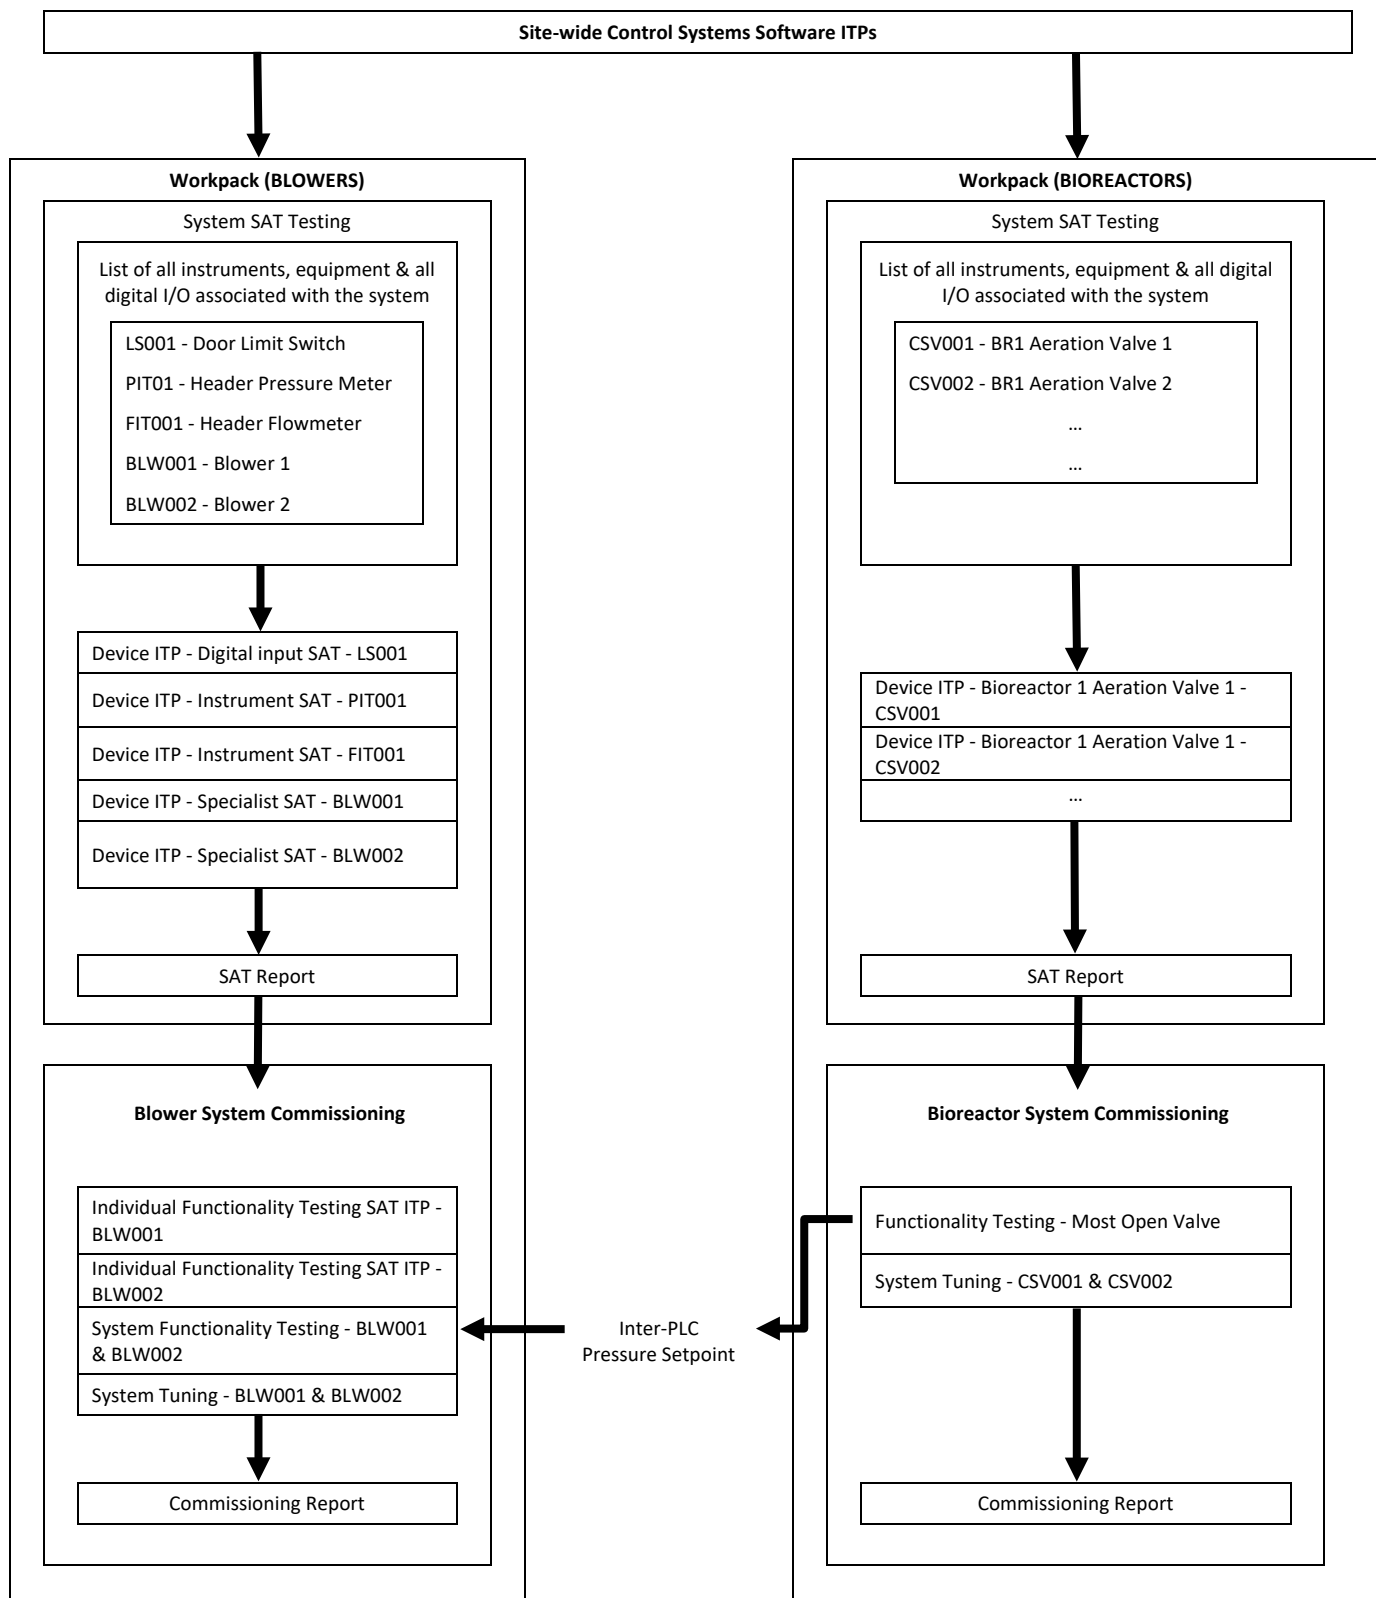 Site-wide Control Systems Software ITPs
Workpack (BLOWERS)
System SAT Testing
List of all instruments, equipment & all
digital I/O associated with the system
LS001 - Door Limit Switch
PIT01 - Header Pressure Meter
FIT001 - Header Flowmeter
BLW001 - Blower 1
BLW002 - Blower 2
Device ITP - Digital input SAT - LS001
Device ITP - Instrument SAT - PIT001
Device ITP - Instrument SAT - FIT001
Device ITP - Specialist SAT - BLW001
Device ITP - Specialist SAT - BLW002
SAT Report
Blower System Commissioning
Individual Functionality Testing SAT ITP -
BLW001
Individual Functionality Testing SAT ITP -
BLW002
System Functionality Testing - BLW001
& BLW002
System Tuning - BLW001 & BLW002
Commissioning Report
Inter-PLC
Pressure Setpoint
Workpack (BIOREACTORS)
System SAT Testing
List of all instruments, equipment & all digital
I/O associated with the system
CSV001 - BR1 Aeration Valve 1
CSV002 - BR1 Aeration Valve 2
...
...
Device ITP - Bioreactor 1 Aeration Valve 1 -
CSV001
Device ITP - Bioreactor 1 Aeration Valve 1 -
CSV002
...
SAT Report
Bioreactor System Commissioning
Functionality Testing - Most Open Valve
System Tuning - CSV001 & CSV002
Commissioning Report